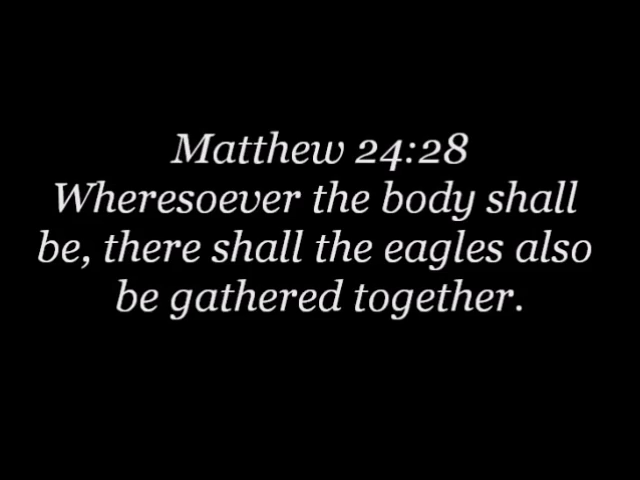 Matthew 24:28
Wheresoever the body shall
be, there shall the eagles also
be gathered together.